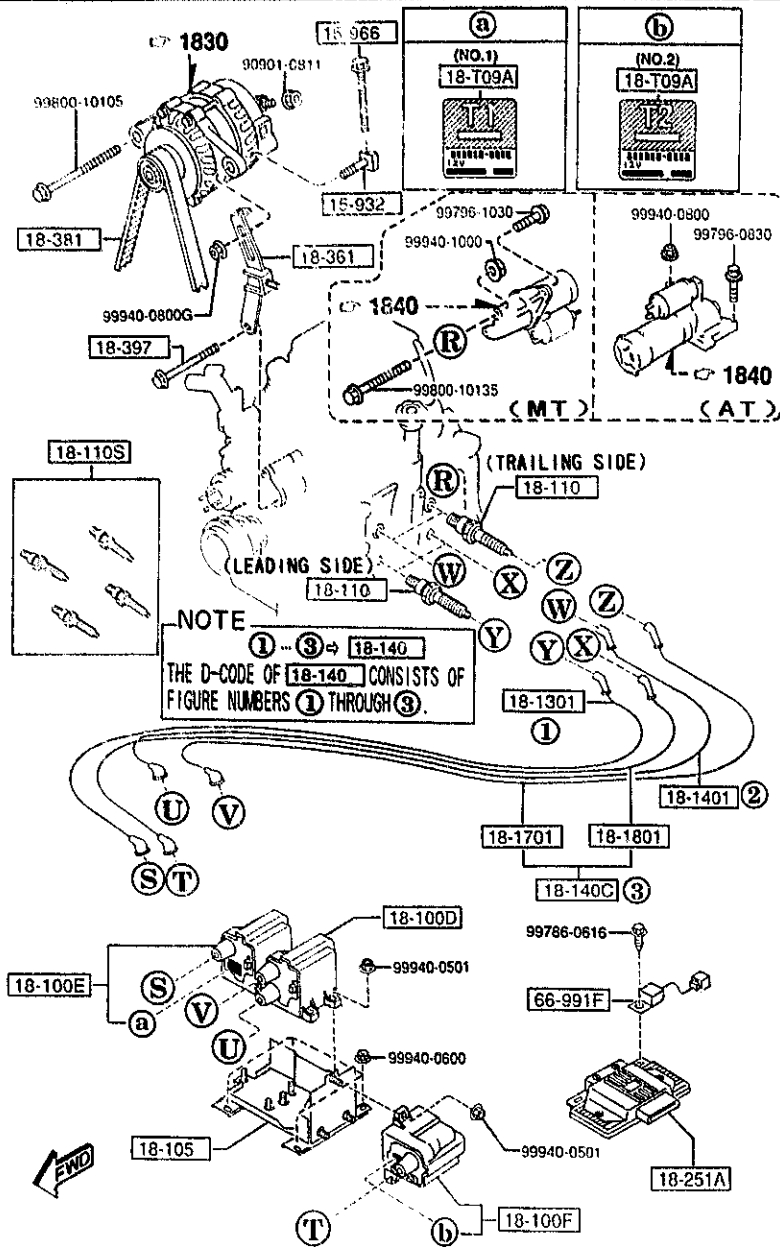 1830
15-966
90901-0811
99800-10105
15-932
18-381
18-361
99940-0800G
18-397
a
(NO.1)
18-T09A
T1
12V
b
(NO.2)
18-T09A
T2
12V
99796-1030
99940-1000
1840
R
99800-10135
(MT)
99940-0800
99796-0830
1840
(AT)
18-110S
(TRAILING SIDE)
R
18-110
(LEADING SIDE)
18-110
W
X
Z
Y
W
Z
Y
X
NOTE
① - ③ ⇨ 18-140
THE D-CODE OF 18-140 CONSISTS OF
FIGURE NUMBERS ① THROUGH ③.
18-1301
①
U
V
18-1401 ②
18-1701
18-1801
S
T
18-140C ③
18-100D
99940-0501
18-100E
S
a
V
U
99786-0616
66-991F
99940-0600
18-105
99940-0501
18-251A
FWD
T
b
18-100F